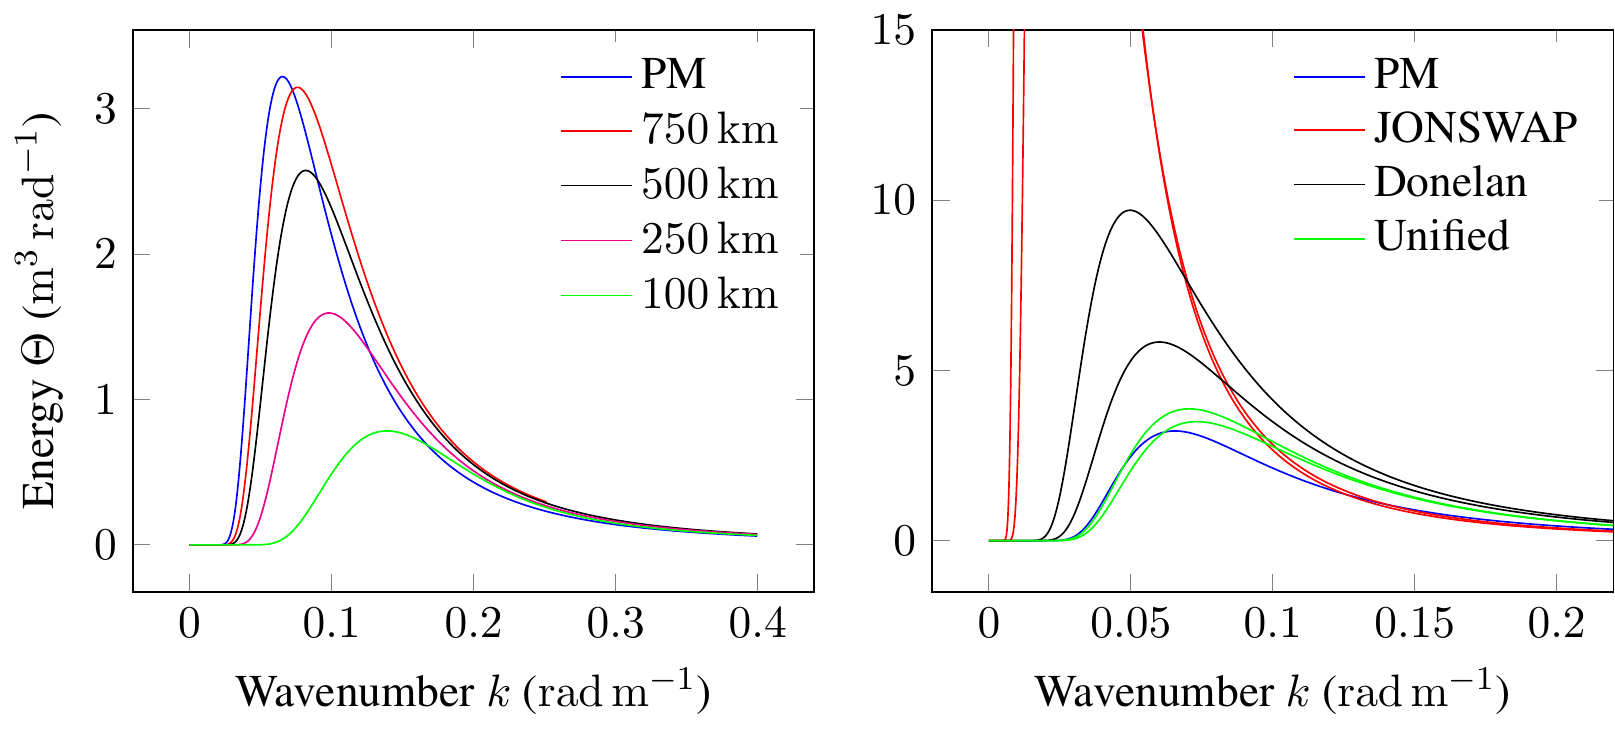 PM
750 km
500 km
250 km
100 km
3
2
1
0
0 0.1 0.2 0.3 0.4
Energy Θ (m³ rad⁻¹)
Wavenumber k (rad m⁻¹)
PM
JONSWAP
Donelan
Unified
15
10
5
0
0 0.05 0.1 0.15 0.2
Wavenumber k (rad m⁻¹)